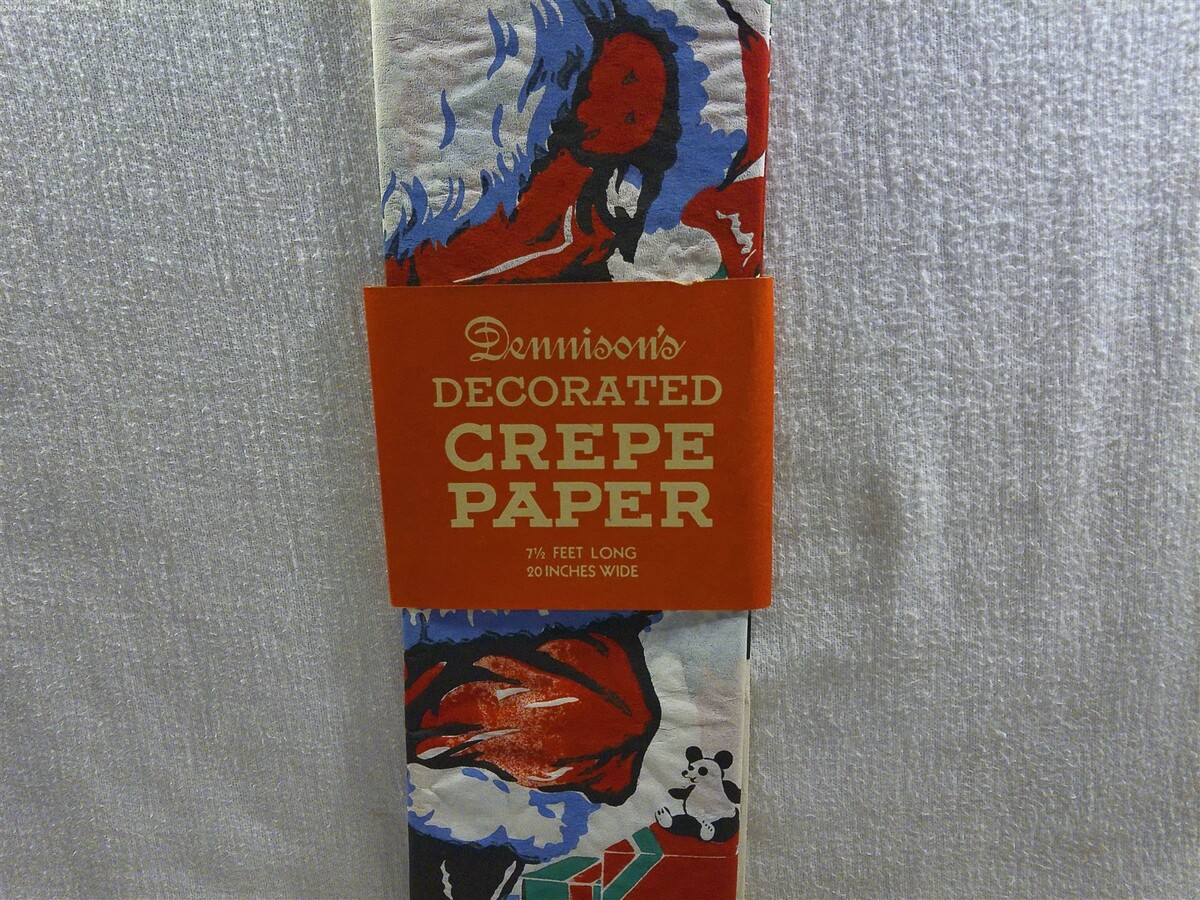 Dennison's
DECORATED
CREPE
PAPER
7½ FEET LONG
20 INCHES WIDE